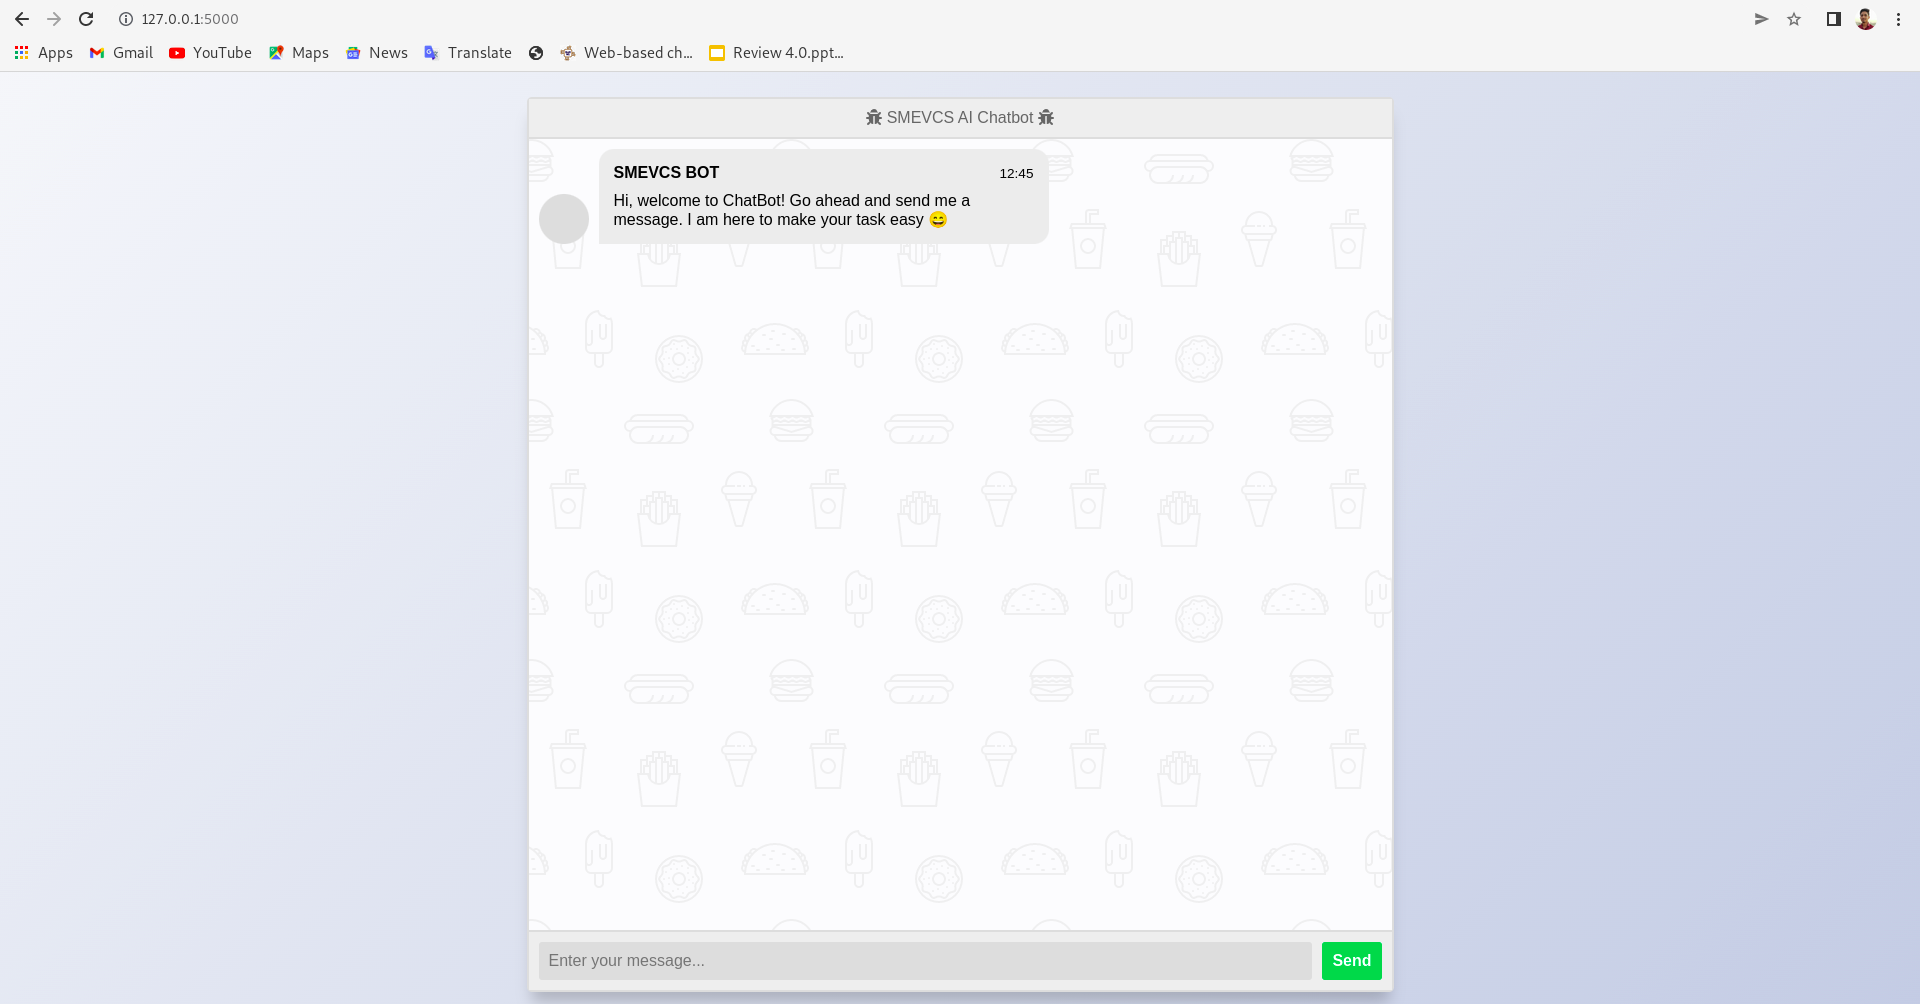 127.0.0.1:5000
Apps Gmail YouTube Maps News Translate Web-based ch... Review 4.0.ppt...
SMEVCS AI Chatbot
SMEVCS BOT 12:45
Hi, welcome to ChatBot! Go ahead and send me a
message. I am here to make your task easy 😄
Enter your message... Send